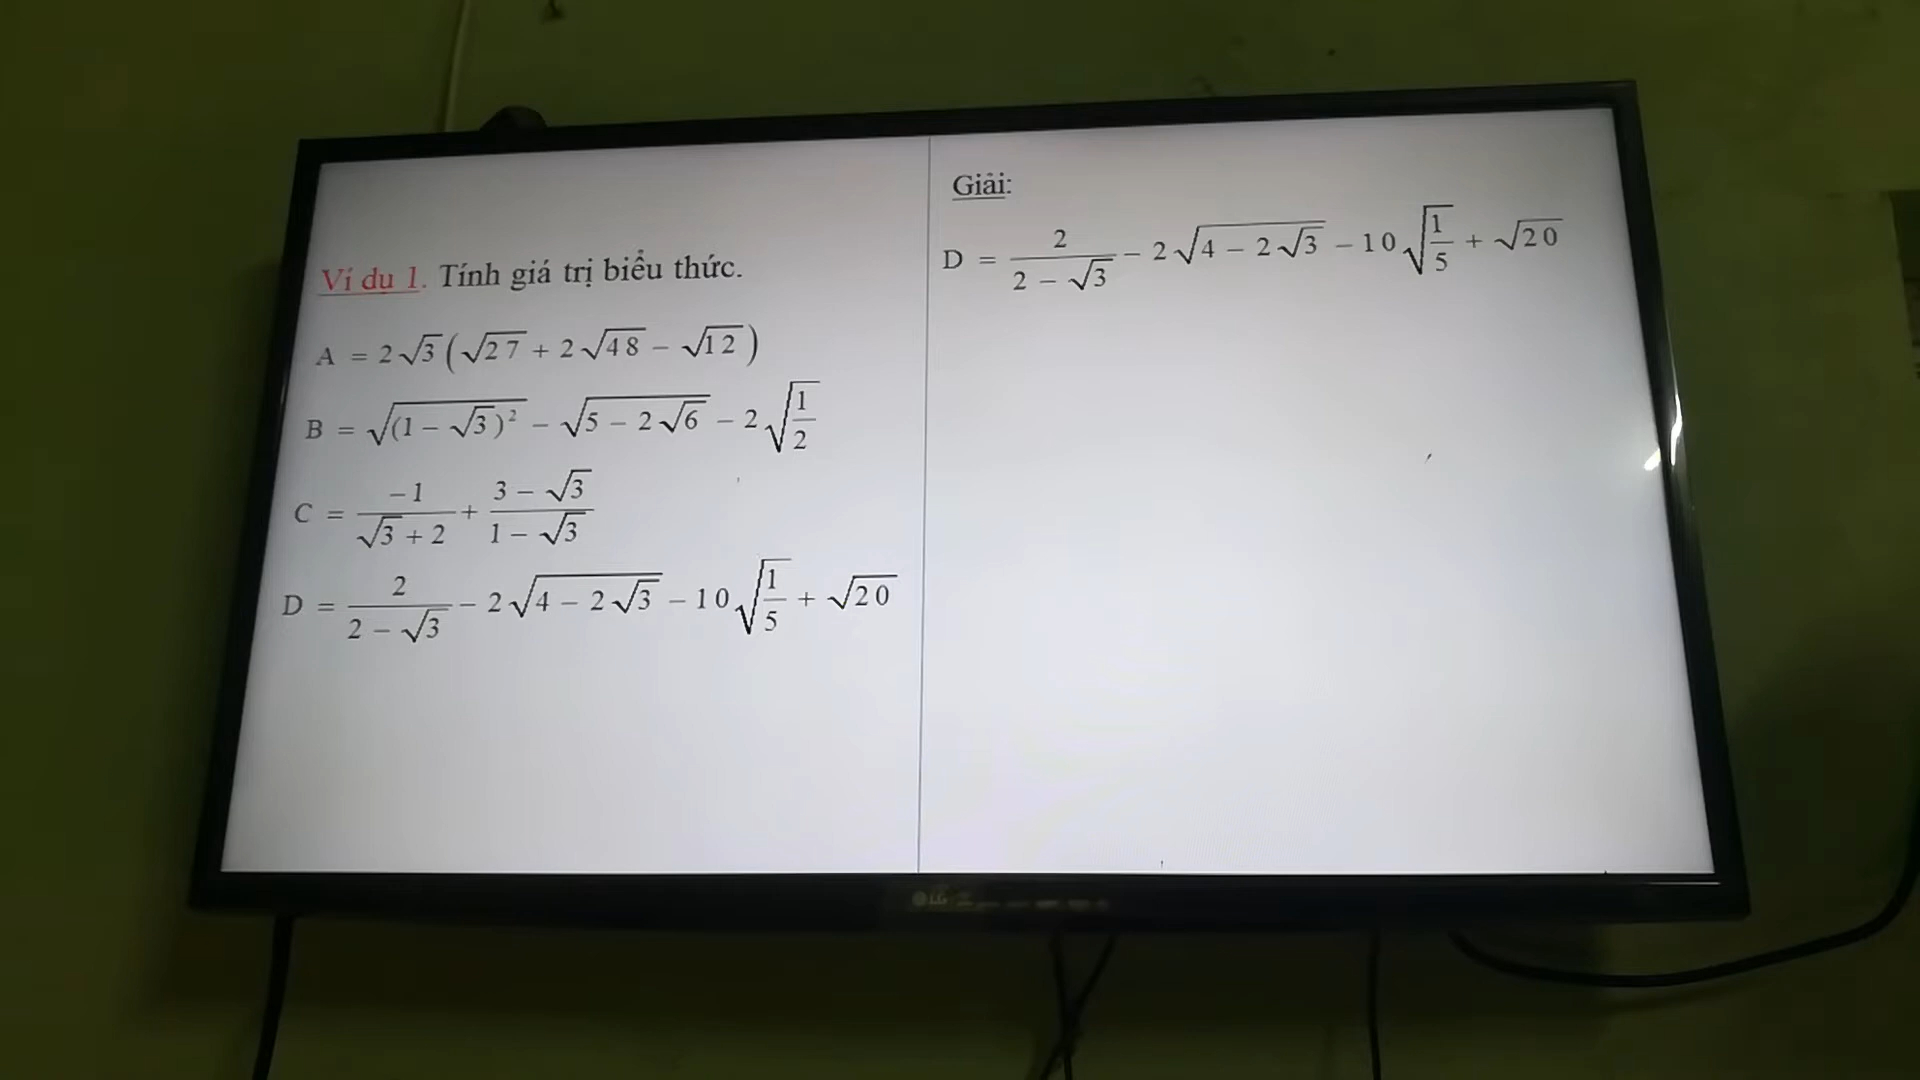 Ví dụ 1. Tính giá trị biểu thức.
A = 2√3(√27 + 2√48 − √12)
B = √((1 − √3)²) − √(5 − 2√6) − 2√(1/2)
C = −1/(√3 + 2) + (3 − √3)/(1 − √3)
D = 2/(2 − √3) − 2√(4 − 2√3) − 10√(1/5) + √20
Giải:
D = 2/(2 − √3) − 2√(4 − 2√3) − 10√(1/5) + √20
LG